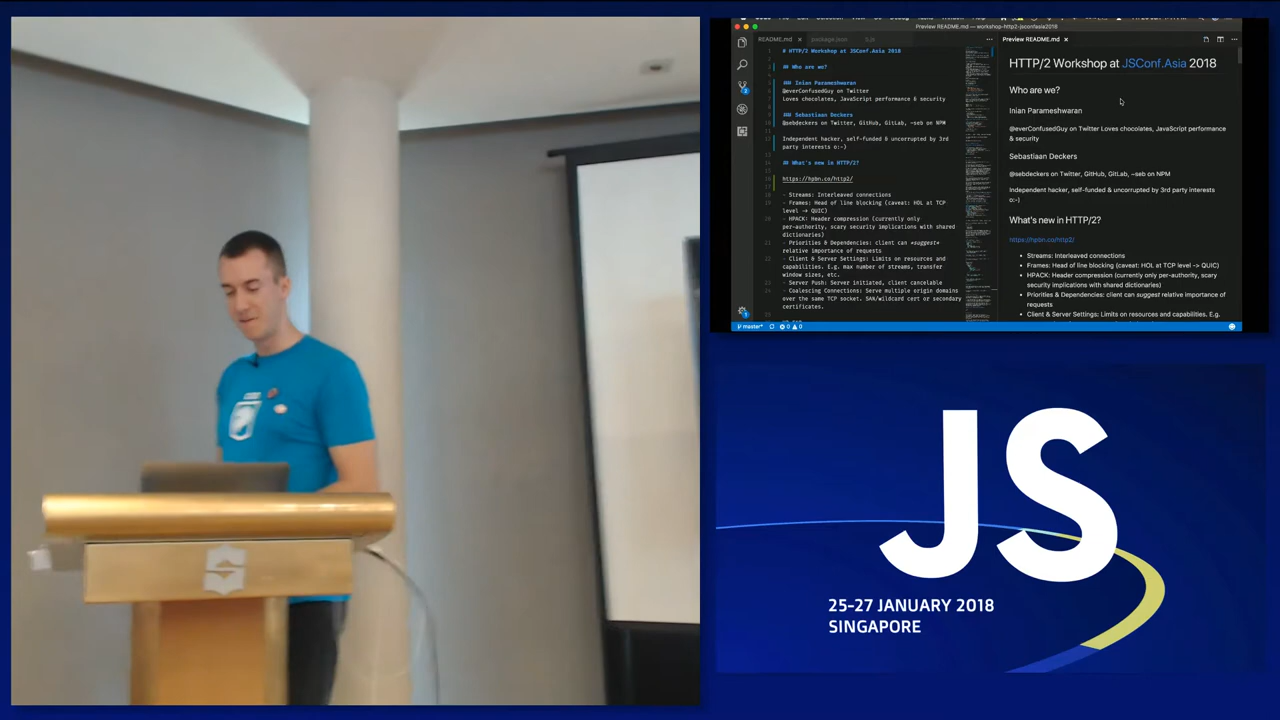 Preview README.md — workshop-http2-jsconfasia2018
README.md
package.json
# HTTP/2 Workshop at JSConf.Asia 2018
## Who are we?
### Inian Parameshwaran
@everConfusedGuy on Twitter
Loves chocolates, JavaScript performance & security
### Sebastiaan Deckers
@sebdeckers on Twitter, GitHub, GitLab, ~seb on NPM
Independent hacker, self-funded & uncorrupted by 3rd
party interests o:-)
## What's new in HTTP/2?
https://hpbn.co/http2/
- Streams: Interleaved connections
- Frames: Head of line blocking (caveat: HOL at TCP
level -> QUIC)
- HPACK: Header compression (currently only
per-authority, scary security implications with shared
dictionaries)
- Priorities & Dependencies: client can *suggest*
relative importance of requests
- Client & Server Settings: Limits on resources and
capabilities. E.g. max number of streams, transfer
window sizes, etc.
- Server Push: Server initiated, client cancelable
- Coalescing Connections: Serve multiple origin domains
over the same TCP socket. SAN/wildcard cert or secondary
certificates.
master*
0
0
Preview README.md
HTTP/2 Workshop at JSConf.Asia 2018
Who are we?
Inian Parameshwaran
@everConfusedGuy on Twitter Loves chocolates, JavaScript performance
& security
Sebastiaan Deckers
@sebdeckers on Twitter, GitHub, GitLab, ~seb on NPM
Independent hacker, self-funded & uncorrupted by 3rd party interests
o:-)
What's new in HTTP/2?
https://hpbn.co/http2/
Streams: Interleaved connections
Frames: Head of line blocking (caveat: HOL at TCP level -> QUIC)
HPACK: Header compression (currently only per-authority, scary
security implications with shared dictionaries)
Priorities & Dependencies: client can suggest relative importance of
requests
Client & Server Settings: Limits on resources and capabilities. E.g.
JS
25-27 JANUARY 2018
SINGAPORE